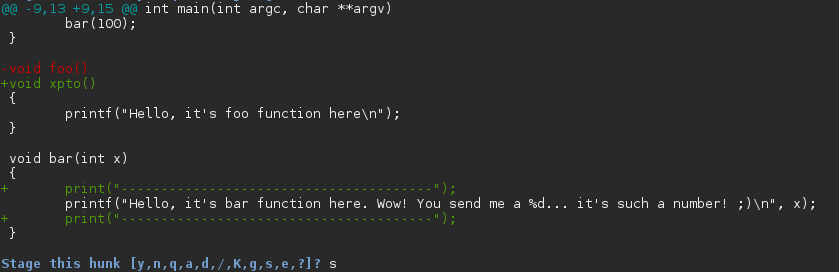 @@ -9,13 +9,15 @@ int main(int argc, char **argv)
        bar(100);
 }

-void foo()
+void xpto()
 {
        printf("Hello, it's foo function here\n");
 }

 void bar(int x)
 {
+       print("---------------------------------------");
        printf("Hello, it's bar function here. Wow! You send me a %d... it's such a number! ;)\n", x);
+       print("---------------------------------------");
 }

Stage this hunk [y,n,q,a,d,/,K,g,s,e,?]? s